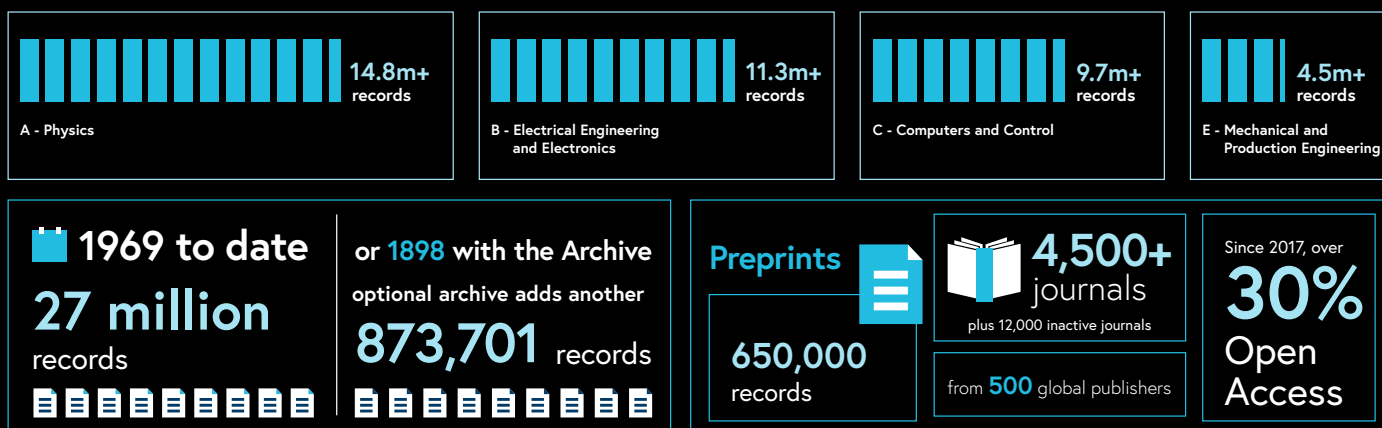 14.8m+
records
A - Physics
11.3m+
records
B - Electrical Engineering
and Electronics
9.7m+
records
C - Computers and Control
4.5m+
records
E - Mechanical and
Production Engineering
1969 to date
27 million
records
or 1898 with the Archive
optional archive adds another
873,701 records
Preprints
650,000
records
4,500+
journals
plus 12,000 inactive journals
from 500 global publishers
Since 2017, over
30%
Open
Access